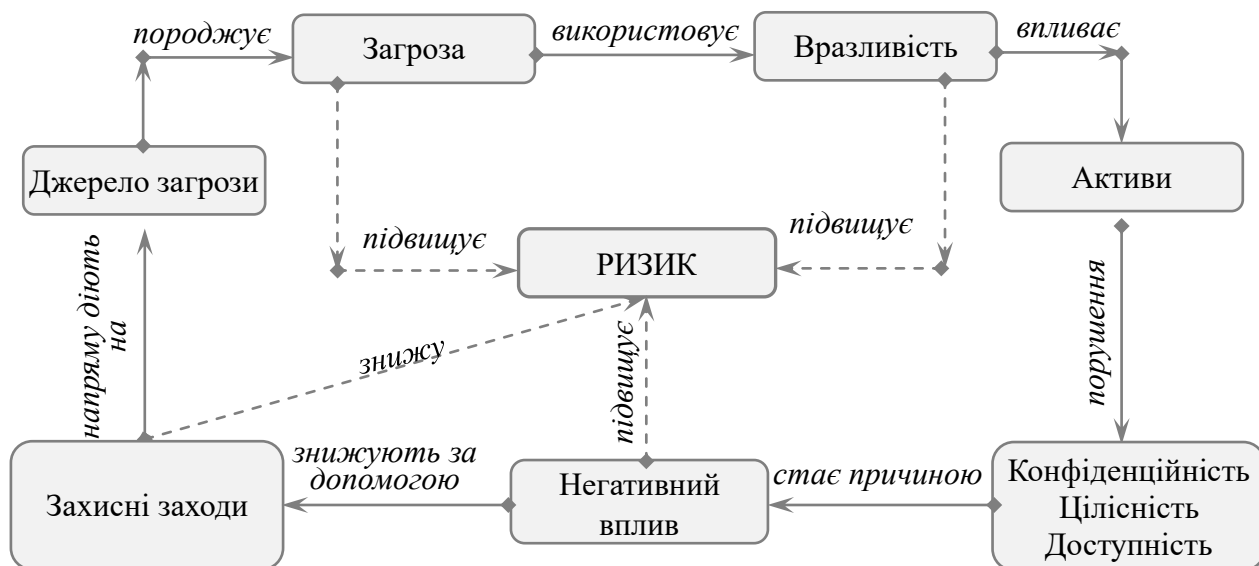 породжує
Загроза
використовує
Вразливість
впливає
Джерело загрози
Активи
підвищує
РИЗИК
підвищує
напряму діють
на
знижу
підвищує
порушення
Захисні заходи
знижують за
допомогою
Негативний
вплив
стає причиною
Конфіденційність
Цілісність
Доступність